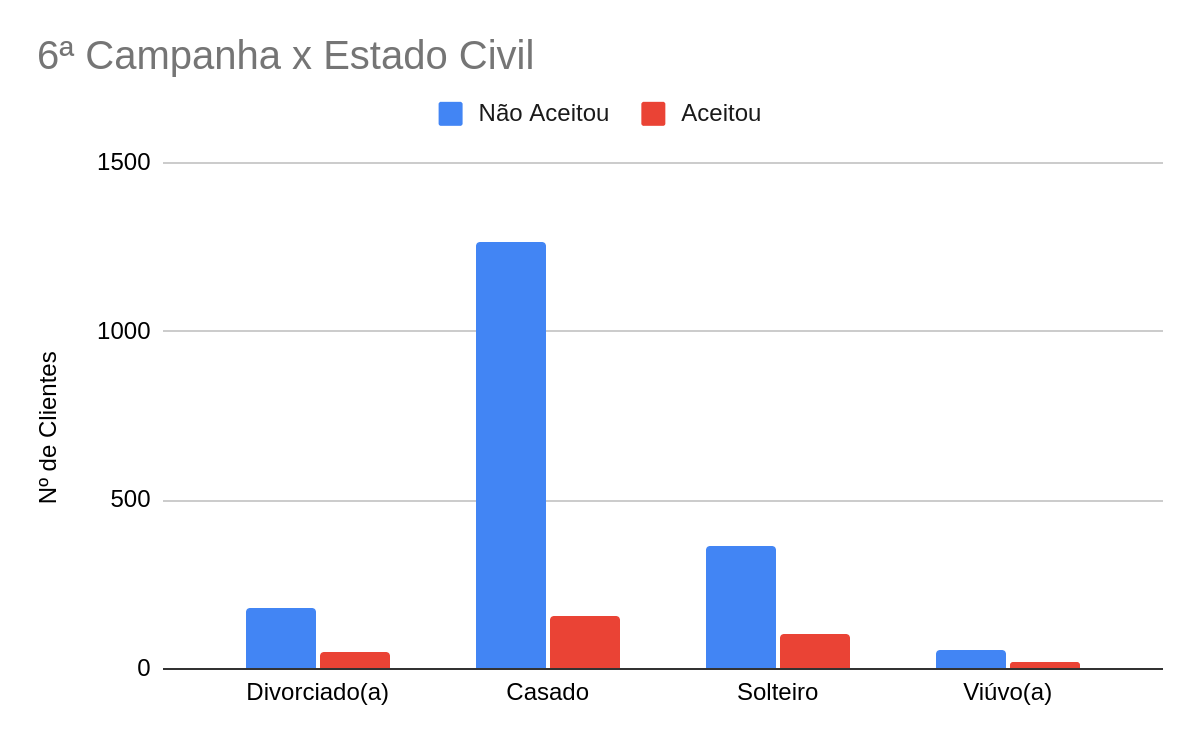 6ª Campanha x Estado Civil
Não Aceitou
Aceitou
1500
1000
500
0
Nº de Clientes
Divorciado(a)
Casado
Solteiro
Viúvo(a)